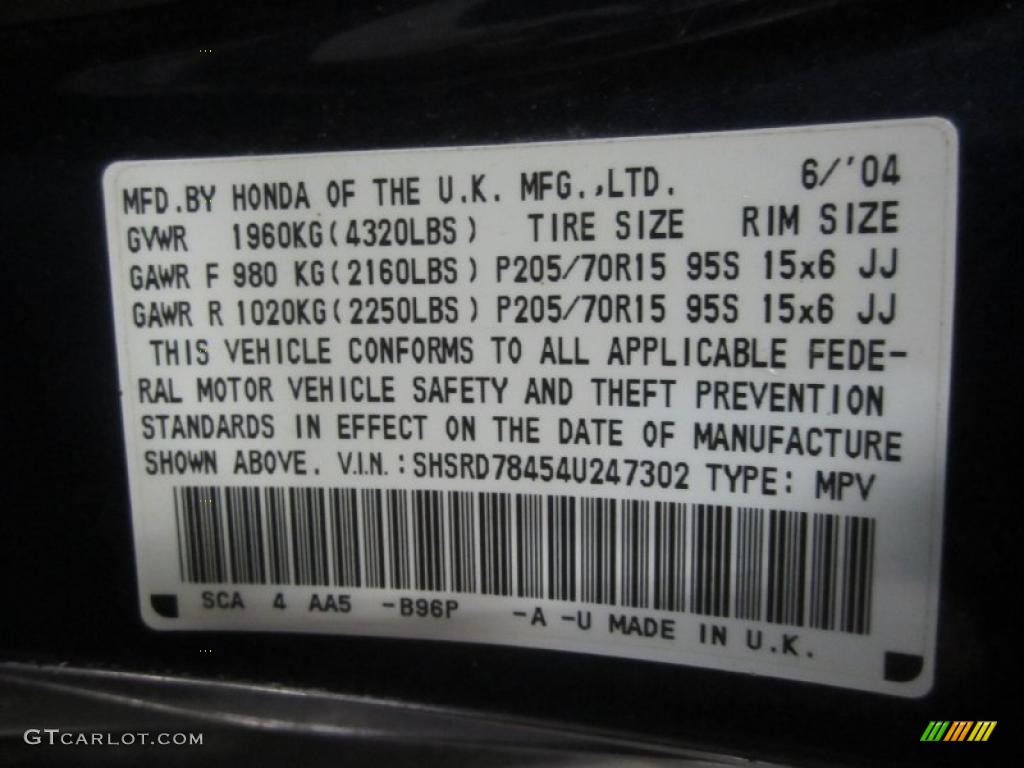 MFD.BY HONDA OF THE U.K. MFG.,LTD. 6/'04
GVWR 1960KG(4320LBS) TIRE SIZE RIM SIZE
GAWR F 980 KG(2160LBS) P205/70R15 95S 15x6 JJ
GAWR R 1020KG(2250LBS) P205/70R15 95S 15x6 JJ
THIS VEHICLE CONFORMS TO ALL APPLICABLE FEDE-
RAL MOTOR VEHICLE SAFETY AND THEFT PREVENTION
STANDARDS IN EFFECT ON THE DATE OF MANUFACTURE
SHOWN ABOVE. V.I.N.:SHSRD78454U247302 TYPE: MPV
SCA 4 AA5 -B96P -A -U MADE IN U.K.
GTCARLOT.COM